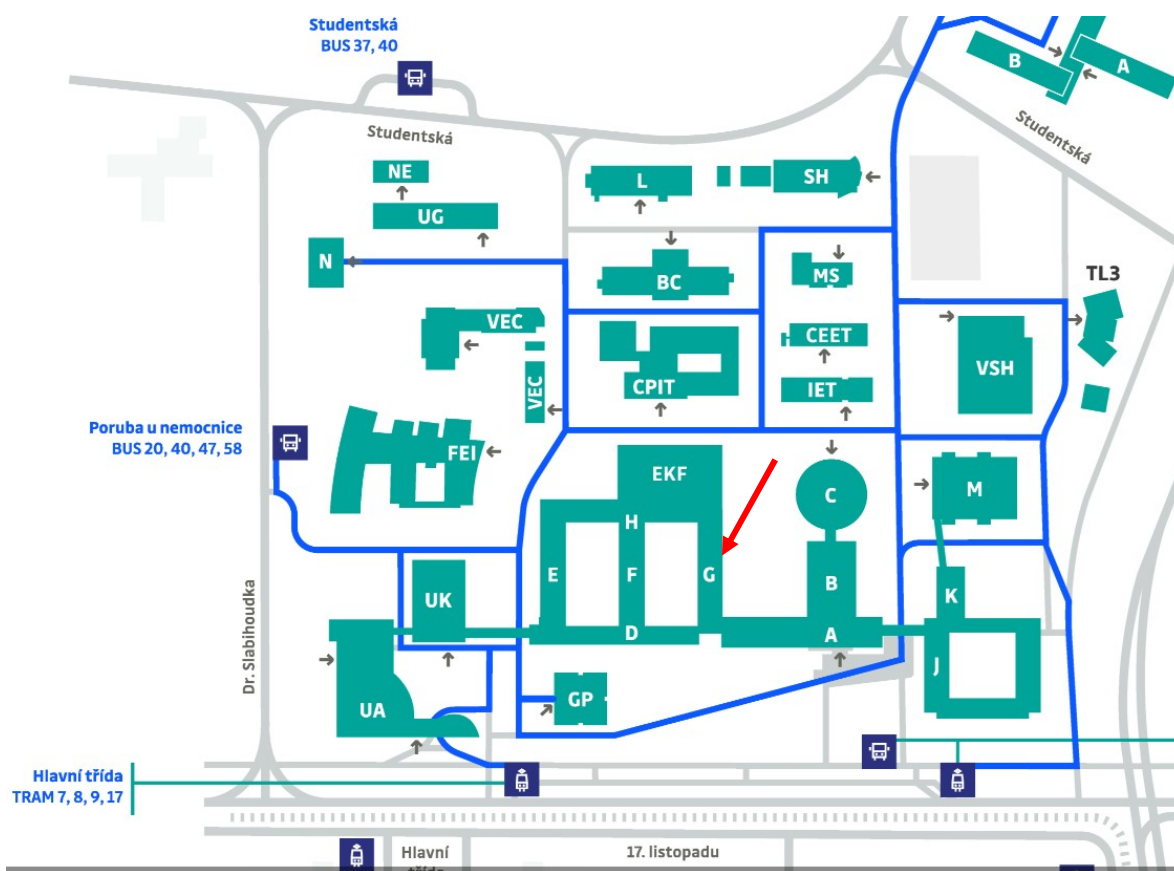 Studentská
BUS 37, 40
B
A
Studentská
Studentská
NE
L
SH
UG
N
BC
MS
TL3
VEC
CEET
VSH
CPIT
IET
VEC
Poruba u nemocnice
BUS 20, 40, 47, 58
FEI
EKF
C
M
H
E
F
G
B
UK
K
D
A
Dr. Slabihoudka
J
GP
UA
Hlavní třída
TRAM 7, 8, 9, 17
Hlavní
třída
17. listopadu